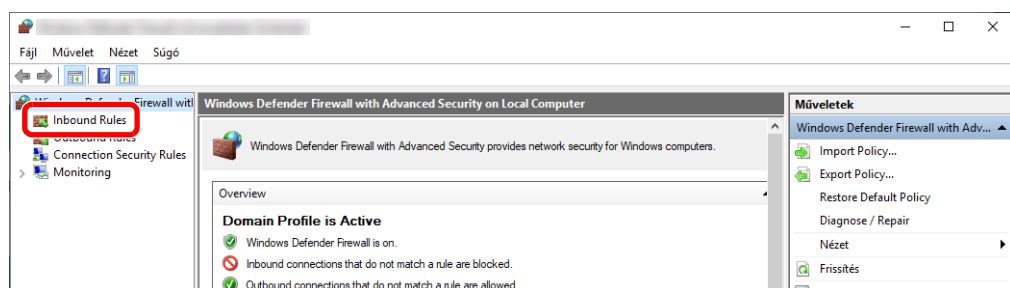 Fájl Művelet Nézet Súgó
Firewall witl
Windows Defender Firewall with Advanced Security on Local Computer
Műveletek
Inbound Rules
Outbound Rules
Connection Security Rules
Monitoring
Windows Defender Firewall with Advanced Security provides network security for Windows computers.
Overview
Domain Profile is Active
Windows Defender Firewall is on.
Inbound connections that do not match a rule are blocked.
Outbound connections that do not match a rule are allowed.
Windows Defender Firewall with Adv...
Import Policy...
Export Policy...
Restore Default Policy
Diagnose / Repair
Nézet
Frissítés